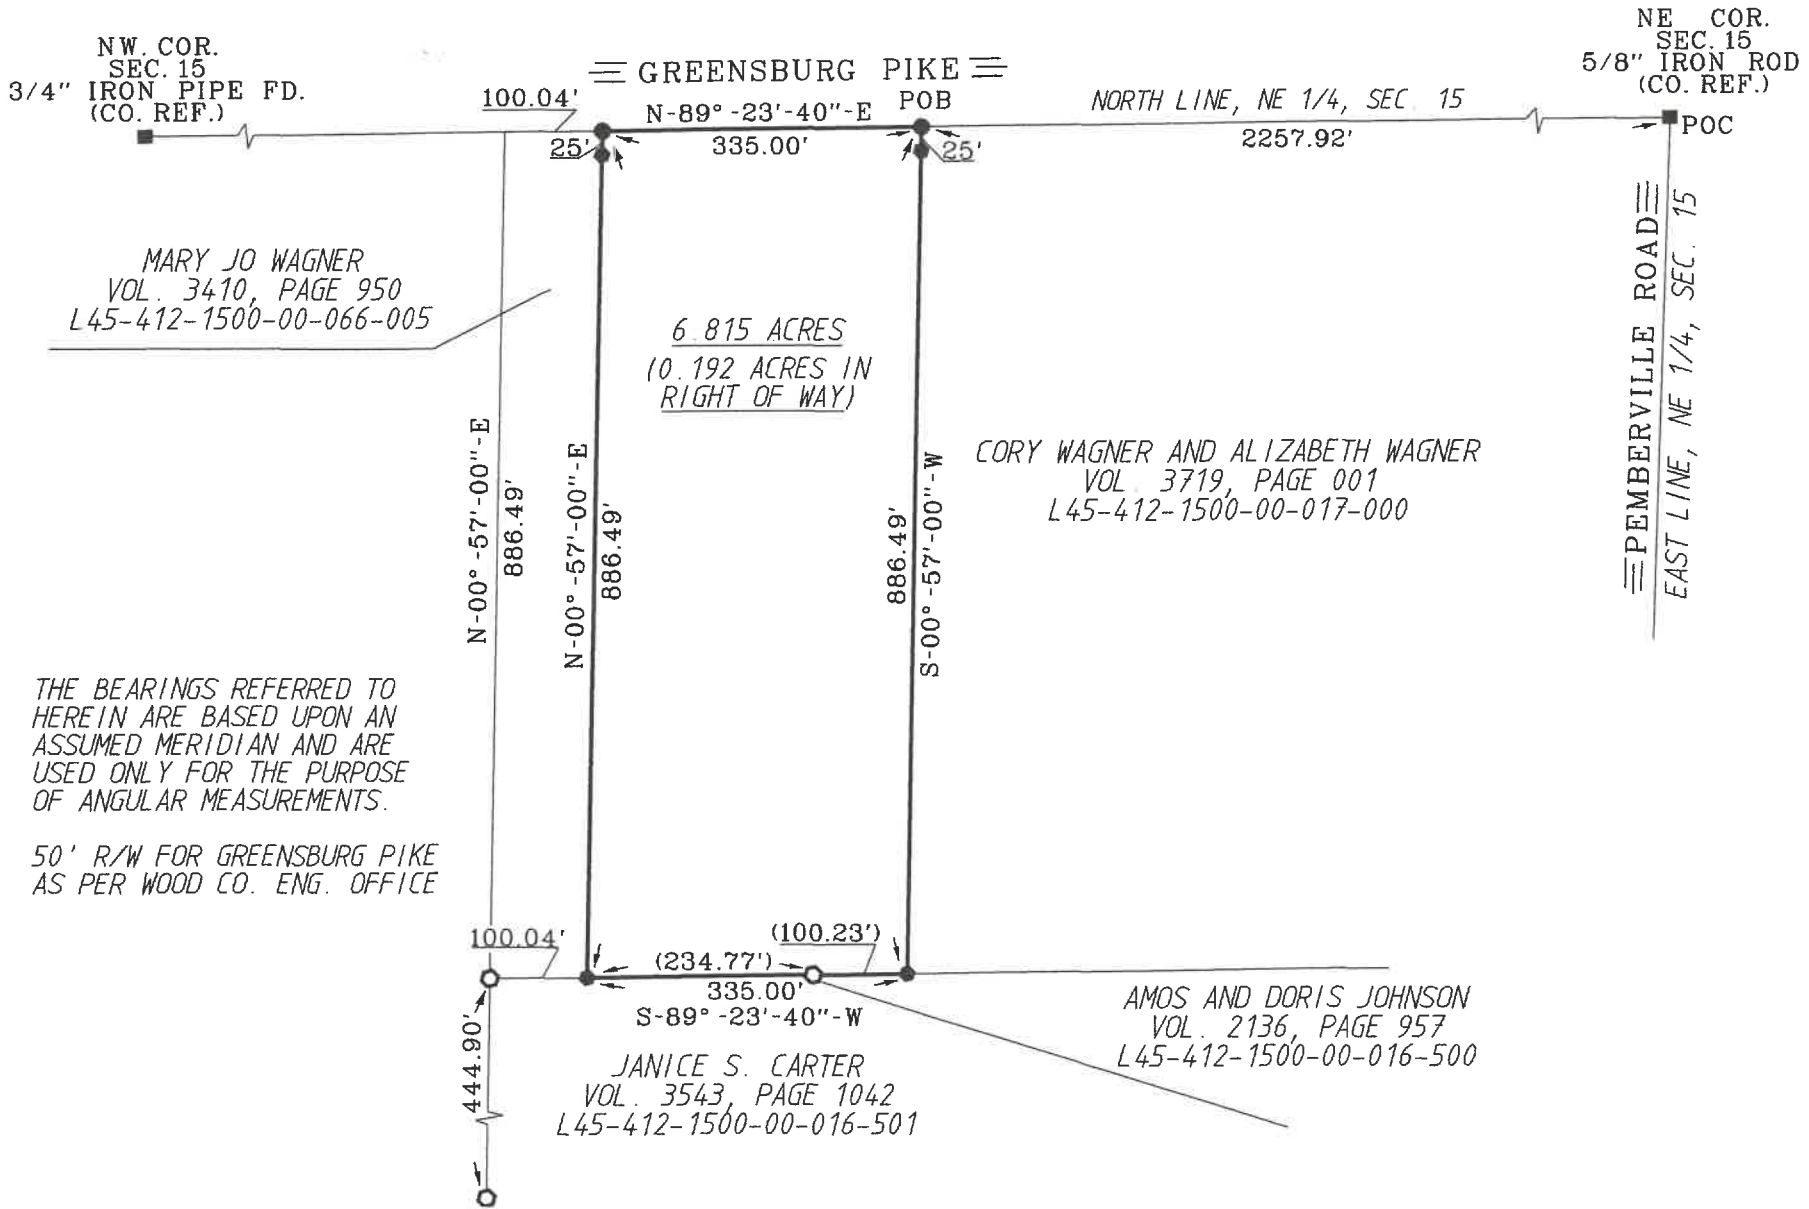 NW. COR.
SEC. 15
3/4" IRON PIPE FD.
(CO. REF.)
GREENSBURG PIKE
NE COR.
SEC. 15
5/8" IRON ROD
(CO. REF.)
100.04'
N-89°-23'-40"-E
POB
NORTH LINE, NE 1/4, SEC. 15
POC
25'
335.00'
25'
2257.92'
MARY JO WAGNER
VOL. 3410, PAGE 950
L45-412-1500-00-066-005
6.815 ACRES
(0.192 ACRES IN
RIGHT OF WAY)
PEMBERVILLE ROAD
EAST LINE, NE 1/4, SEC. 15
N-00°-57'-00"-E
886.49'
N-00°-57'-00"-E
886.49'
886.49'
S-00°-57'-00"-W
CORY WAGNER AND ALIZABETH WAGNER
VOL. 3719, PAGE 001
L45-412-1500-00-017-000
THE BEARINGS REFERRED TO
HEREIN ARE BASED UPON AN
ASSUMED MERIDIAN AND ARE
USED ONLY FOR THE PURPOSE
OF ANGULAR MEASUREMENTS.
50' R/W FOR GREENSBURG PIKE
AS PER WOOD CO. ENG. OFFICE
100.04'
(100.23')
(234.77')
335.00'
S-89°-23'-40"-W
444.90'
JANICE S. CARTER
VOL. 3543, PAGE 1042
L45-412-1500-00-016-501
AMOS AND DORIS JOHNSON
VOL. 2136, PAGE 957
L45-412-1500-00-016-500